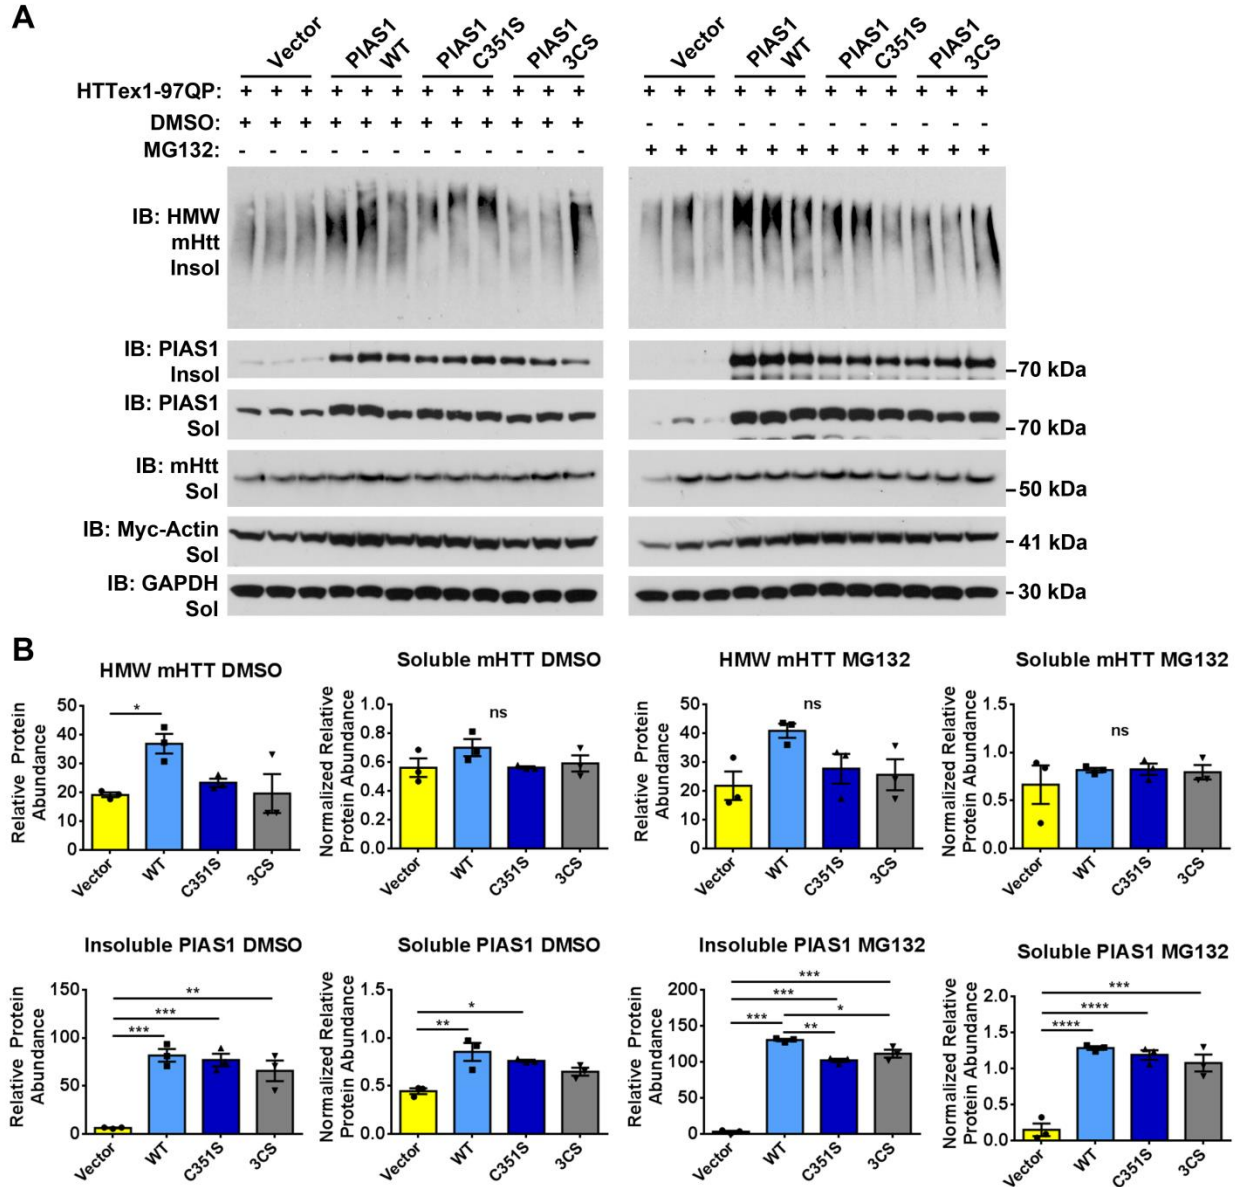 A
Vector PIAS1 WT PIAS1 C351S PIAS1 3CS Vector PIAS1 WT PIAS1 C351S PIAS1 3CS
HTTex1-97QP: + + + + + + + + + + + + + + + + + + + + + + + +
DMSO: + + + + + + + + + + + + - - - - - - - - - - - -
MG132: - - - - - - - - - - - - + + + + + + + + + + + +
IB: HMW
mHtt
Insol
IB: PIAS1
Insol
–70 kDa
IB: PIAS1
Sol
–70 kDa
IB: mHtt
Sol
– 50 kDa
IB: Myc-Actin
Sol
– 41 kDa
IB: GAPDH
Sol
– 30 kDa
B
HMW mHTT DMSO
Relative Protein
Abundance
50
40
30
20
10
0
*
Vector WT C351S 3CS
Soluble mHTT DMSO
Normalized Relative
Protein Abundance
1.0
0.8
0.6
0.4
0.2
0.0
ns
Vector WT C351S 3CS
HMW mHTT MG132
Relative Protein
Abundance
50
40
30
20
10
0
ns
Vector WT C351S 3CS
Soluble mHTT MG132
Normalized Relative
Protein Abundance
1.5
1.0
0.5
0.0
ns
Vector WT C351S 3CS
Insoluble PIAS1 DMSO
Relative Protein
Abundance
150
100
50
0
**
***
***
Vector WT C351S 3CS
Soluble PIAS1 DMSO
Normalized Relative
Protein Abundance
1.5
1.0
0.5
0.0
*
**
Vector WT C351S 3CS
Insoluble PIAS1 MG132
Relative Protein
Abundance
200
150
100
50
0
***
***
*
***
**
Vector WT C351S 3CS
Soluble PIAS1 MG132
Normalized Relative
Protein Abundance
2.0
1.5
1.0
0.5
0.0
***
****
****
Vector WT C351S 3CS